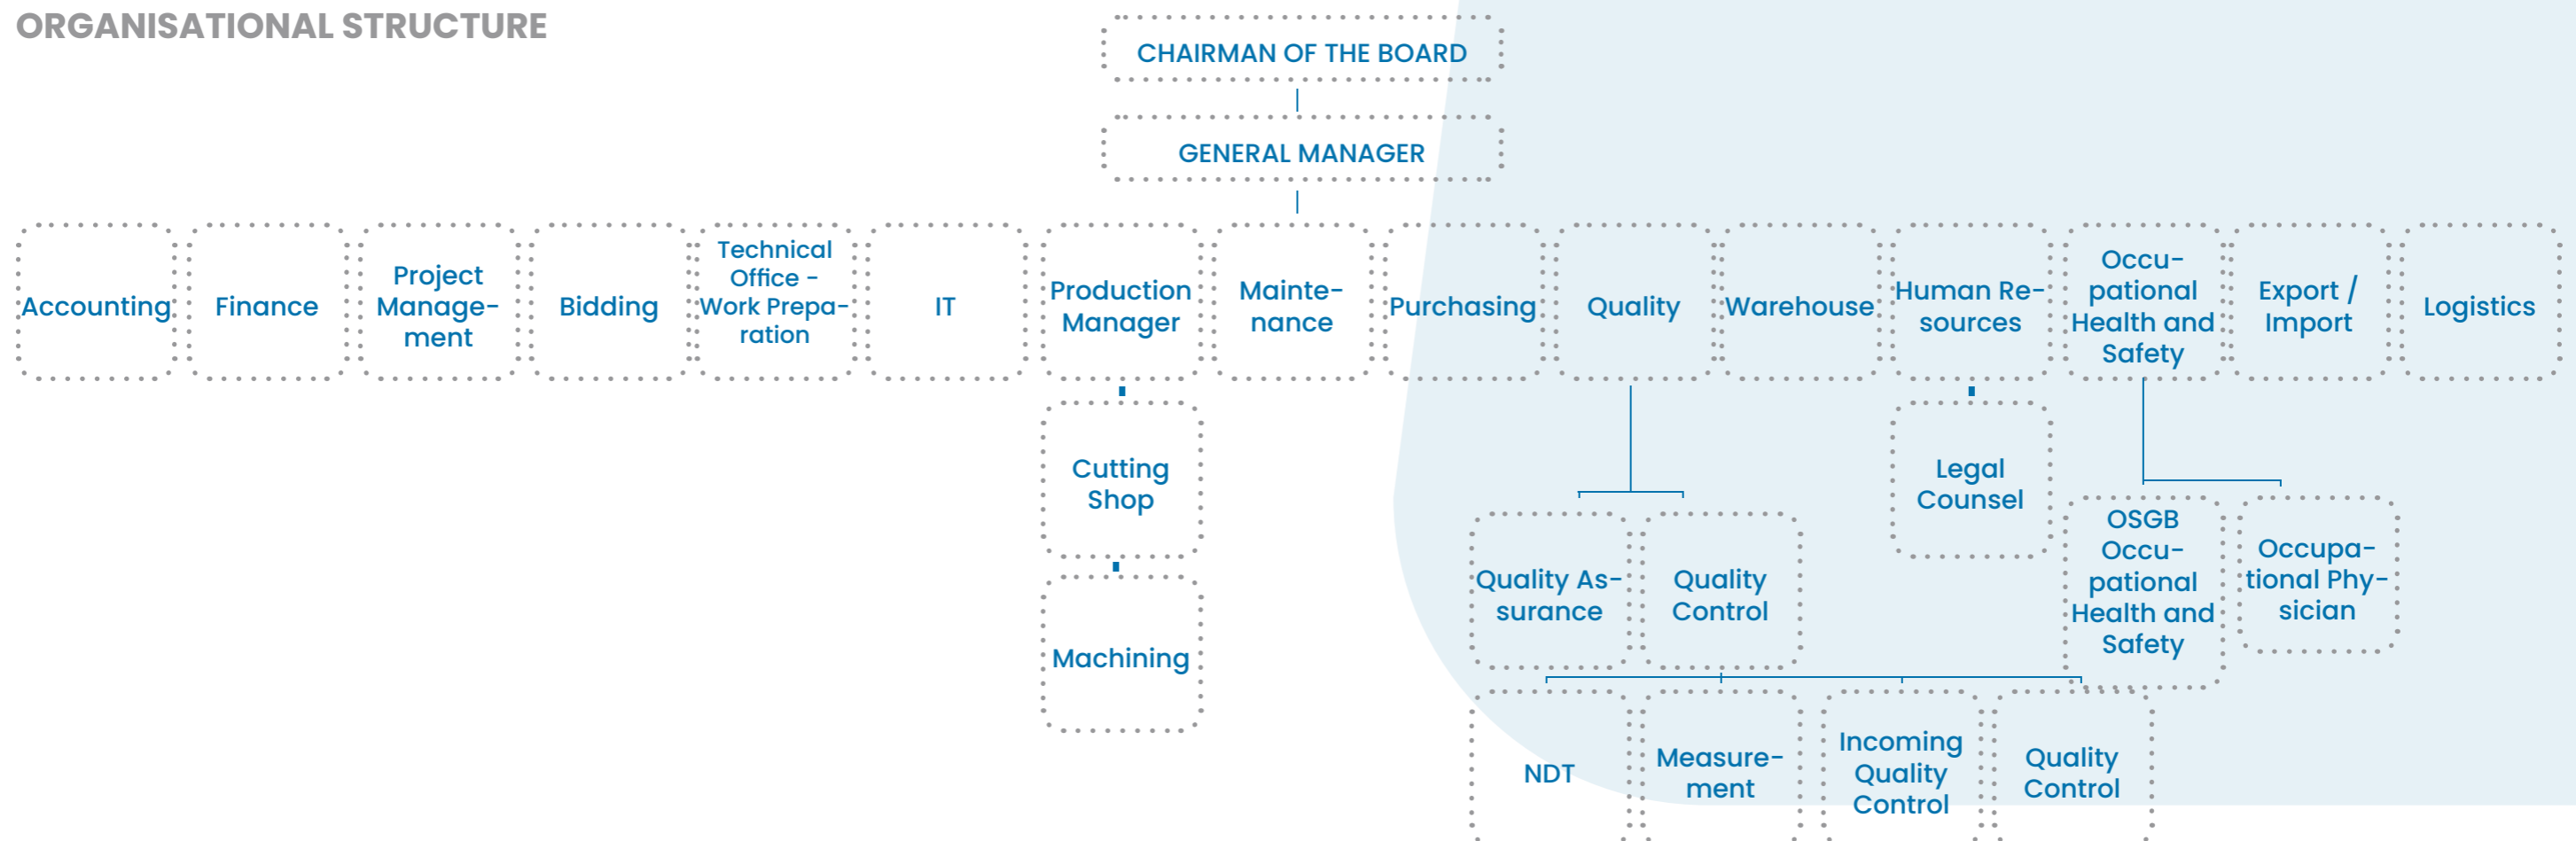 ORGANISATIONAL STRUCTURE
CHAIRMAN OF THE BOARD
GENERAL MANAGER
Accounting
Finance
Project
Manage-
ment
Bidding
Technical
Office -
Work Prepa-
ration
IT
Production
Manager
Mainte-
nance
Purchasing
Quality
Warehouse
Human Re-
sources
Occu-
pational
Health and
Safety
Export /
Import
Logistics
Cutting
Shop
Machining
Quality As-
surance
Quality
Control
Legal
Counsel
OSGB
Occu-
pational
Health and
Safety
Occupa-
tional Phy-
sician
NDT
Measure-
ment
Incoming
Quality
Control
Quality
Control